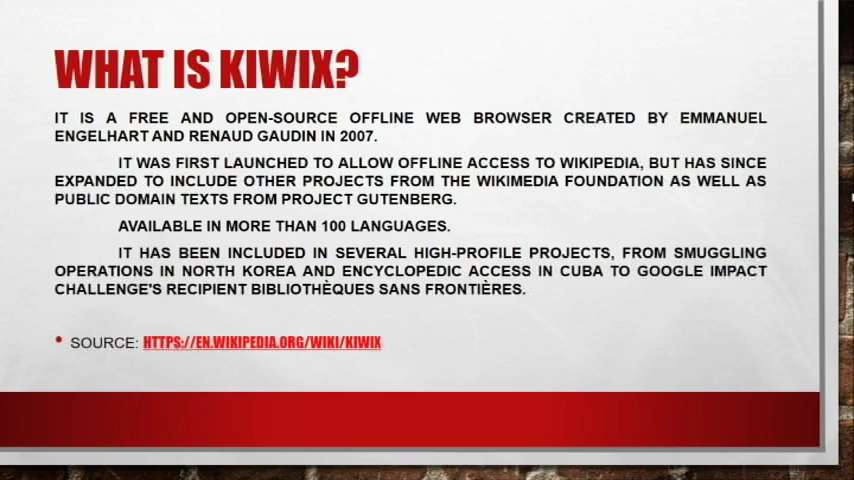 WHAT IS KIWIX?
IT IS A FREE AND OPEN-SOURCE OFFLINE WEB BROWSER CREATED BY EMMANUEL
ENGELHART AND RENAUD GAUDIN IN 2007.
IT WAS FIRST LAUNCHED TO ALLOW OFFLINE ACCESS TO WIKIPEDIA, BUT HAS SINCE
EXPANDED TO INCLUDE OTHER PROJECTS FROM THE WIKIMEDIA FOUNDATION AS WELL AS
PUBLIC DOMAIN TEXTS FROM PROJECT GUTENBERG.
AVAILABLE IN MORE THAN 100 LANGUAGES.
IT HAS BEEN INCLUDED IN SEVERAL HIGH-PROFILE PROJECTS, FROM SMUGGLING
OPERATIONS IN NORTH KOREA AND ENCYCLOPEDIC ACCESS IN CUBA TO GOOGLE IMPACT
CHALLENGE'S RECIPIENT BIBLIOTHÈQUES SANS FRONTIÈRES.
• SOURCE: HTTPS://EN.WIKIPEDIA.ORG/WIKI/KIWIX